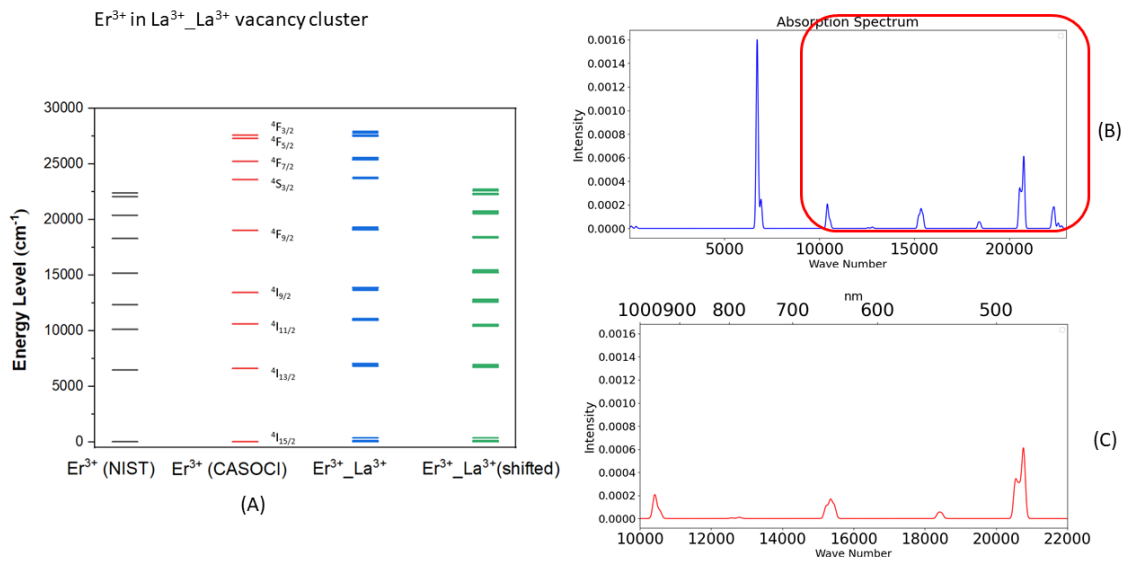 Er³⁺ in La³⁺_La³⁺ vacancy cluster
30000
25000
20000
15000
10000
5000
0
Energy Level (cm⁻¹)
⁴F₃/₂
⁴F₅/₂
⁴F₇/₂
⁴S₃/₂
⁴F₉/₂
⁴I₉/₂
⁴I₁₁/₂
⁴I₁₃/₂
⁴I₁₅/₂
Er³⁺ (NIST) Er³⁺ (CASOCI) Er³⁺_La³⁺ Er³⁺_La³⁺(shifted)
(A)
Absorption Spectrum
0.0016
0.0014
0.0012
0.0010
0.0008
0.0006
0.0004
0.0002
0.0000
Intensity
5000 10000 15000 20000
Wave Number
(B)
nm
1000 900 800 700 600 500
0.0016
0.0014
0.0012
0.0010
0.0008
0.0006
0.0004
0.0002
0.0000
Intensity
10000 12000 14000 16000 18000 20000 22000
Wave Number
(C)